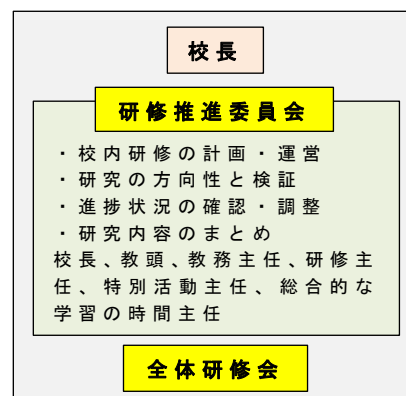 校長
研修推進委員会
・校内研修の計画・運営
・研究の方向性と検証
・進捗状況の確認・調整
・研究内容のまとめ
校長、教頭、教務主任、研修主
任、特別活動主任、総合的な
学習の時間主任
全体研修会